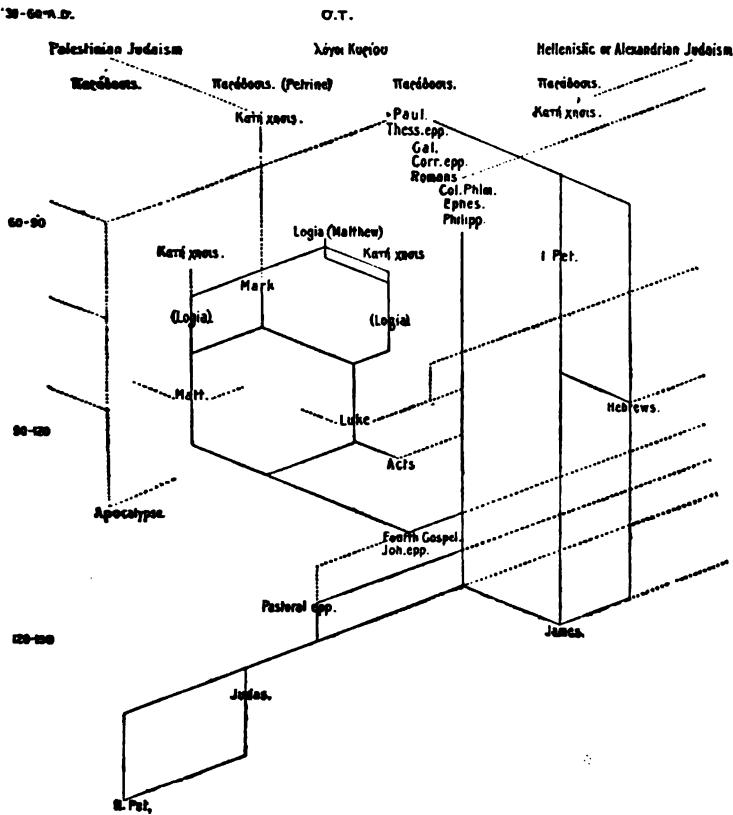 '30-60 A.D.
O.T.
Palestinian Judaism
λόγοι Κυρίου
Hellenistic or Alexandrian Judaism
Παράδοσις.
Παράδοσις. (Petrine)
Παράδοσις.
Παράδοσις.
Κατήχησις.
Κατήχησις.
Paul.
Thess. epp.
Gal.
Corr. epp.
Romans
Col. Phlm.
Ephes.
Philipp.
60-90
Logia (Matthew)
Κατήχησις.
Κατήχησις
I Pet.
Mark
(Logia)
(Logia)
Matt.
Luke
Hebrews.
90-120
Acts
Apocalypse.
Fourth Gospel.
Joh. epp.
Pastoral epp.
James.
Judas.
II. Pet,